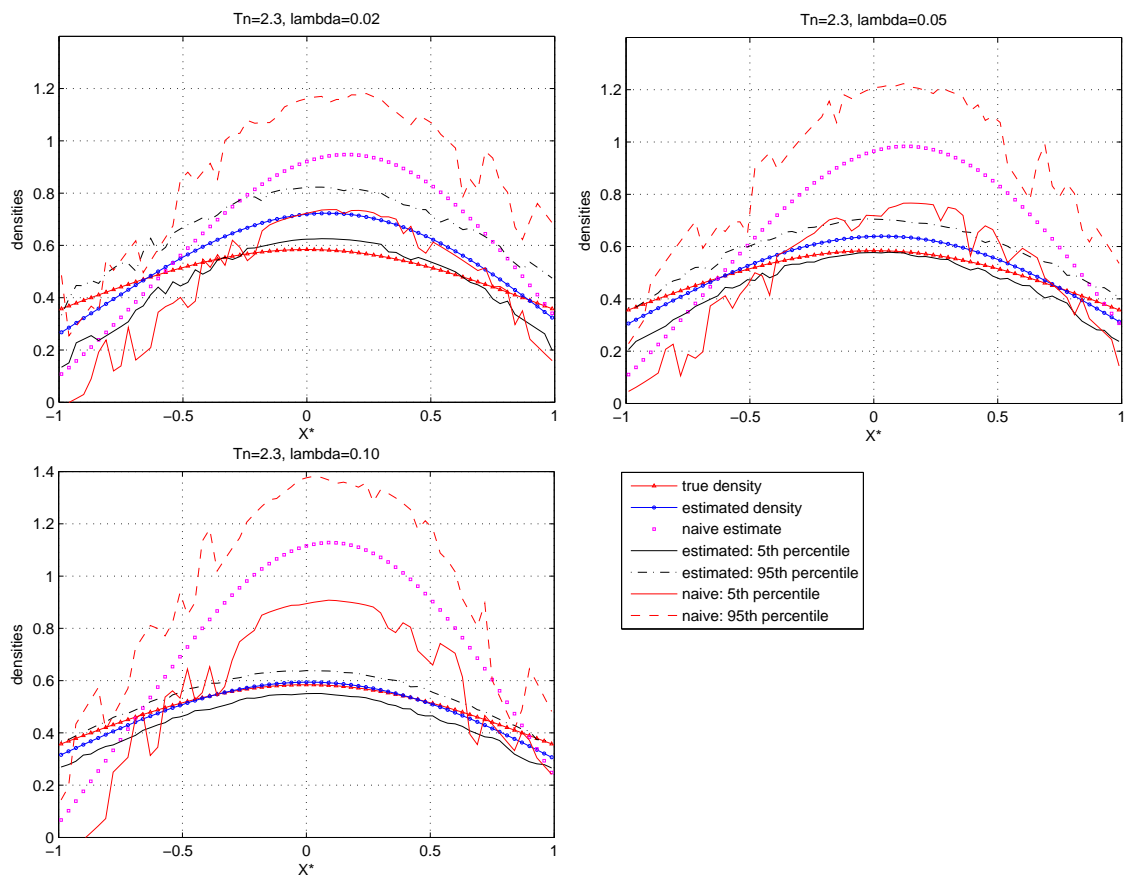 Tn=2.3, lambda=0.02
densities
1.2
1
0.8
0.6
0.4
0.2
0
−1
−0.5
0
0.5
1
X*
Tn=2.3, lambda=0.05
densities
1.2
1
0.8
0.6
0.4
0.2
0
−1
−0.5
0
0.5
1
X*
Tn=2.3, lambda=0.10
densities
1.4
1.2
1
0.8
0.6
0.4
0.2
0
−1
−0.5
0
0.5
1
X*
true density
estimated density
naive estimate
estimated: 5th percentile
estimated: 95th percentile
naive: 5th percentile
naive: 95th percentile